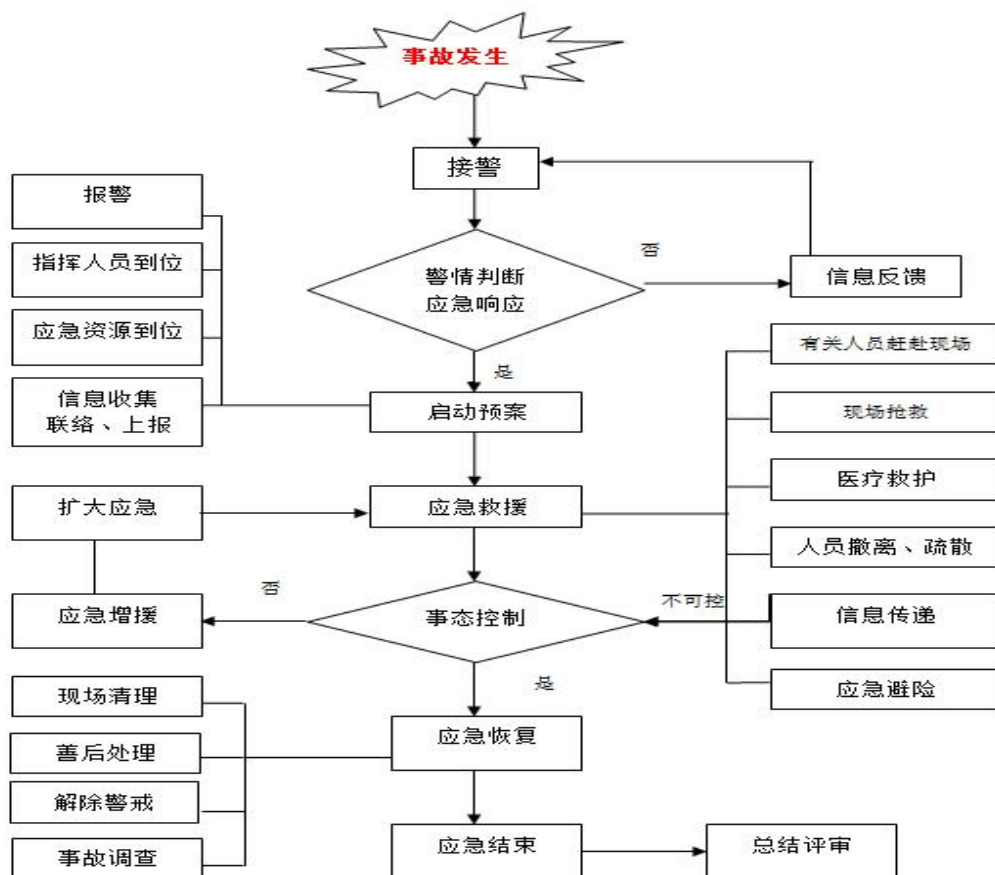 事故发生
接警
报警
否
指挥人员到位
警情判断
应急响应
信息反馈
应急资源到位
有关人员赶赴现场
是
信息收集
联络、上报
启动预案
现场抢救
医疗救护
扩大应急
应急救援
人员撤离、疏散
否
不可控
应急增援
事态控制
信息传递
是
现场清理
应急避险
应急恢复
善后处理
解除警戒
应急结束
总结评审
事故调查